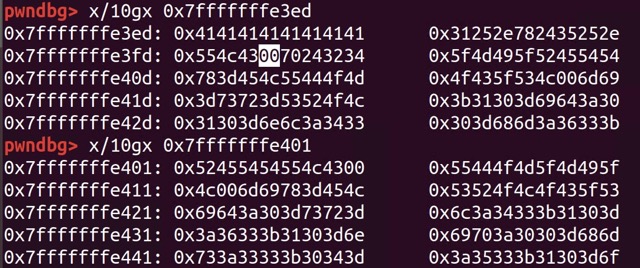 pwndbg> x/10gx 0x7fffffffe3ed
0x7fffffffe3ed: 0x4141414141414141 0x31252e782435252e
0x7fffffffe3fd: 0x554c430070243234 0x5f4d495f52455454
0x7fffffffe40d: 0x783d454c55444f4d 0x4f435f534c006d69
0x7fffffffe41d: 0x3d73723d53524f4c 0x3b31303d69643a30
0x7fffffffe42d: 0x31303d6e6c3a3433 0x303d686d3a36333b
pwndbg> x/10gx 0x7fffffffe401
0x7fffffffe401: 0x52455454554c4300 0x55444f4d5f4d495f
0x7fffffffe411: 0x4c006d69783d454c 0x53524f4c4f435f53
0x7fffffffe421: 0x69643a303d73723d 0x6c3a34333b31303d
0x7fffffffe431: 0x3a36333b31303d6e 0x69703a30303d686d
0x7fffffffe441: 0x733a33333b30343d 0x3a35333b31303d6f